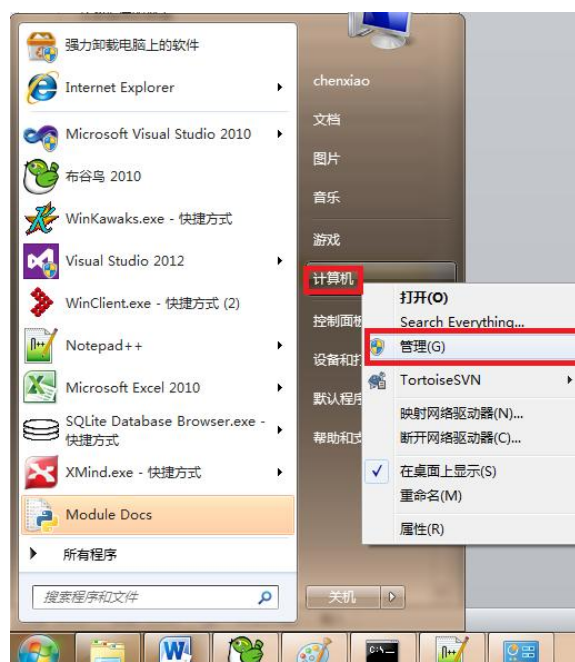 强力卸载电脑上的软件
Internet Explorer
Microsoft Visual Studio 2010
布谷鸟 2010
WinKawaks.exe - 快捷方式
Visual Studio 2012
WinClient.exe - 快捷方式 (2)
Notepad++
Microsoft Excel 2010
SQLite Database Browser.exe -
快捷方式
XMind.exe - 快捷方式
Module Docs
所有程序
搜索程序和文件
chenxiao
文档
图片
音乐
游戏
计算机
控制面板
设备和打
默认程序
帮助和支
关机
打开(O)
Search Everything...
管理(G)
TortoiseSVN
映射网络驱动器(N)...
断开网络驱动器(C)...
在桌面上显示(S)
重命名(M)
属性(R)